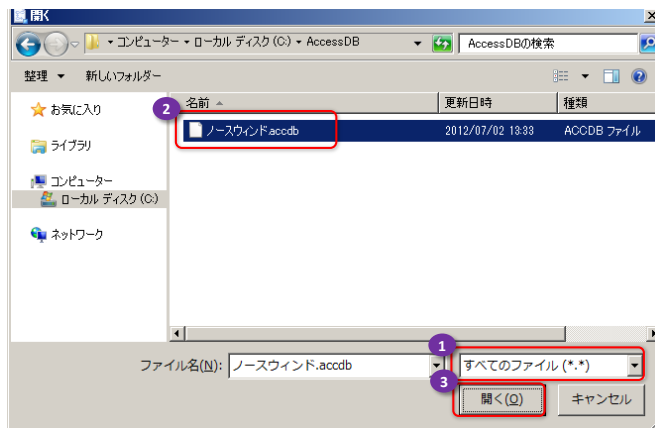 開く
コンピューター ローカル ディスク (C:) AccessDB AccessDBの検索
整理 新しいフォルダー
お気に入り
ライブラリ
コンピューター
ローカル ディスク (C:)
ネットワーク
名前 更新日時 種類
2 ノースウィンド.accdb 2012/07/02 13:33 ACCDB ファイル
1
ファイル名(N): ノースウィンド.accdb すべてのファイル (*.*)
3
開く(O) キャンセル